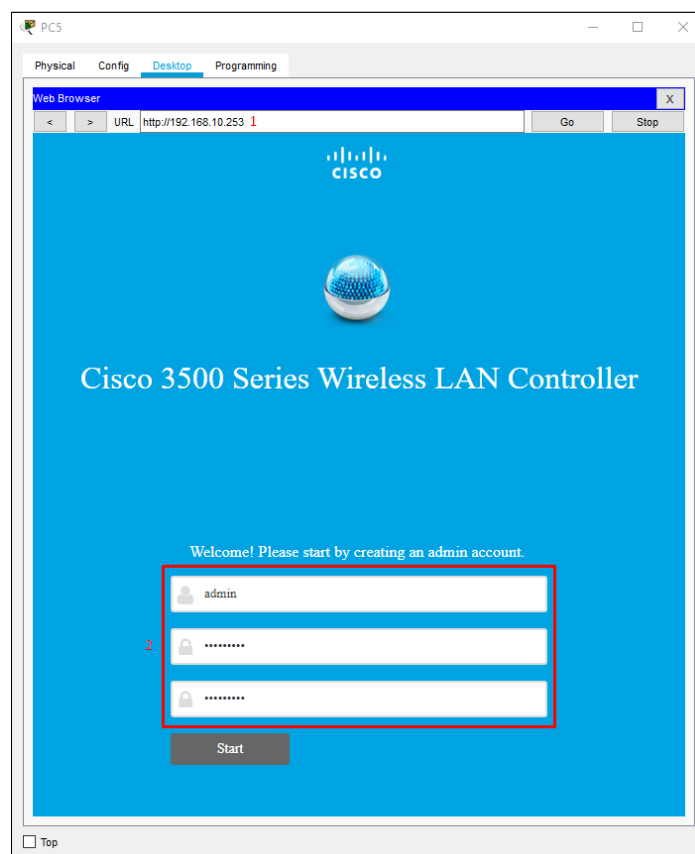 PC5
Physical Config Desktop Programming
Web Browser
X
< > URL http://192.168.10.253 1 Go Stop
CISCO
Cisco 3500 Series Wireless LAN Controller
Welcome! Please start by creating an admin account.
admin
2 •••••••••
•••••••••
Start
Top